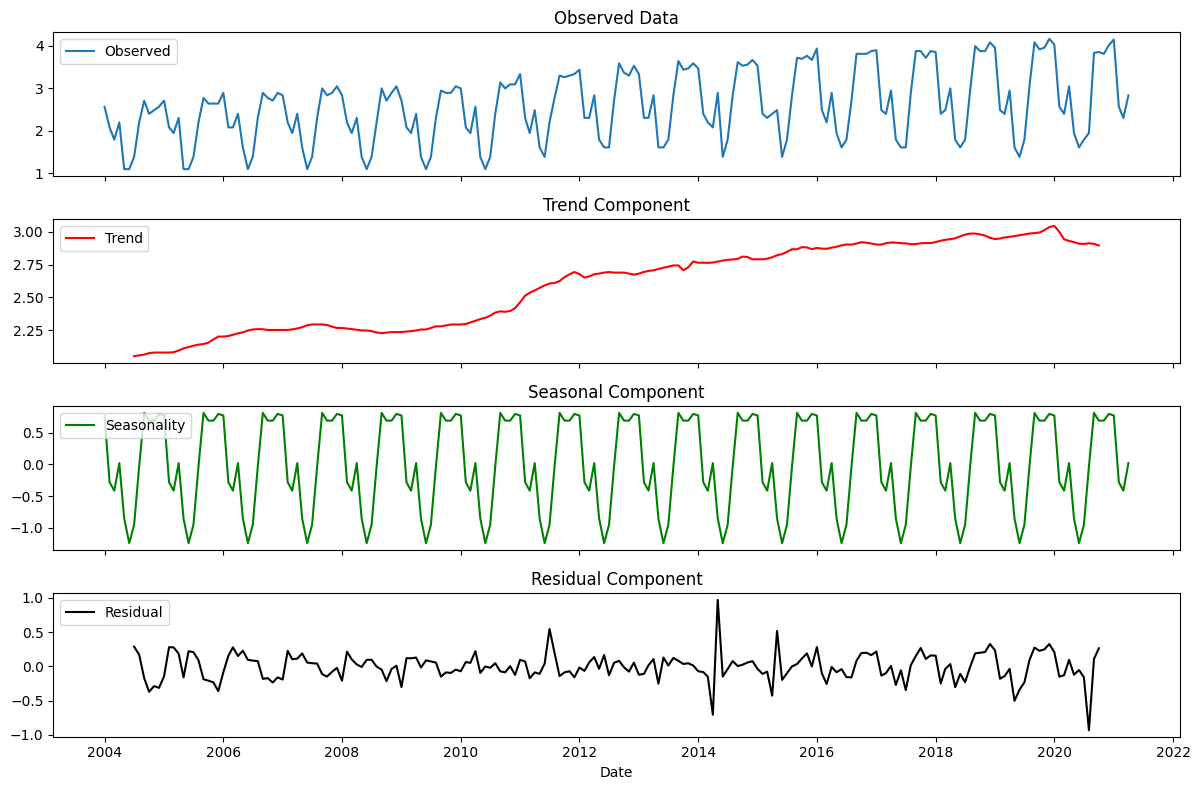 Observed Data
Observed
4
3
2
1
Trend Component
Trend
3.00
2.75
2.50
2.25
Seasonal Component
Seasonality
0.5
0.0
−0.5
−1.0
Residual Component
Residual
1.0
0.5
0.0
−0.5
−1.0
2004 2006 2008 2010 2012 2014 2016 2018 2020 2022
Date